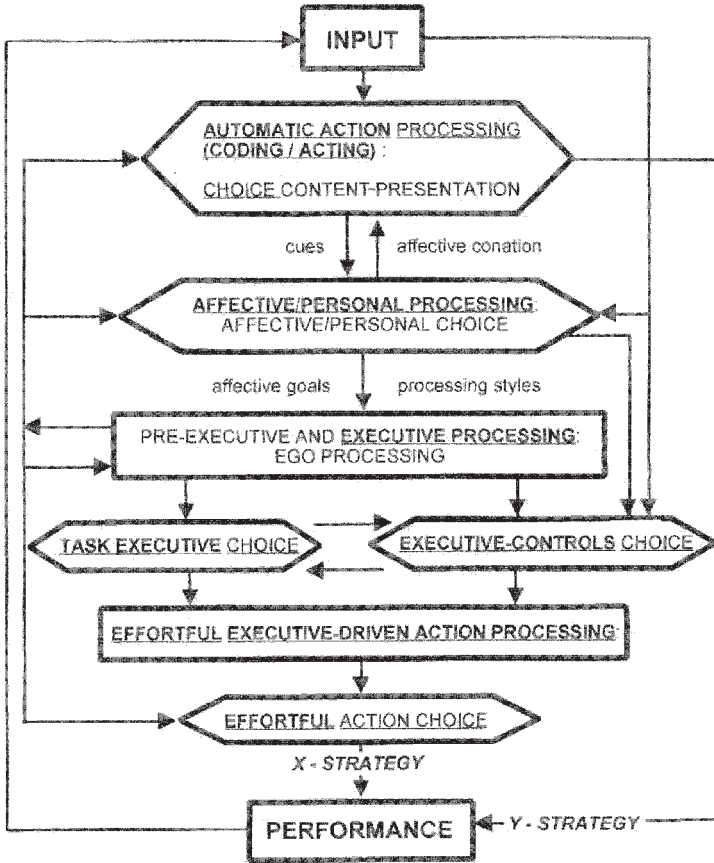 INPUT
AUTOMATIC ACTION PROCESSING
(CODING / ACTING) :
CHOICE CONTENT-PRESENTATION
cues
affective conation
AFFECTIVE/PERSONAL PROCESSING:
AFFECTIVE/PERSONAL CHOICE
affective goals
processing styles
PRE-EXECUTIVE AND EXECUTIVE PROCESSING:
EGO PROCESSING
TASK EXECUTIVE CHOICE
EXECUTIVE-CONTROLS CHOICE
EFFORTFUL EXECUTIVE-DRIVEN ACTION PROCESSING:
EFFORTFUL ACTION CHOICE
X - STRATEGY
PERFORMANCE
Y - STRATEGY